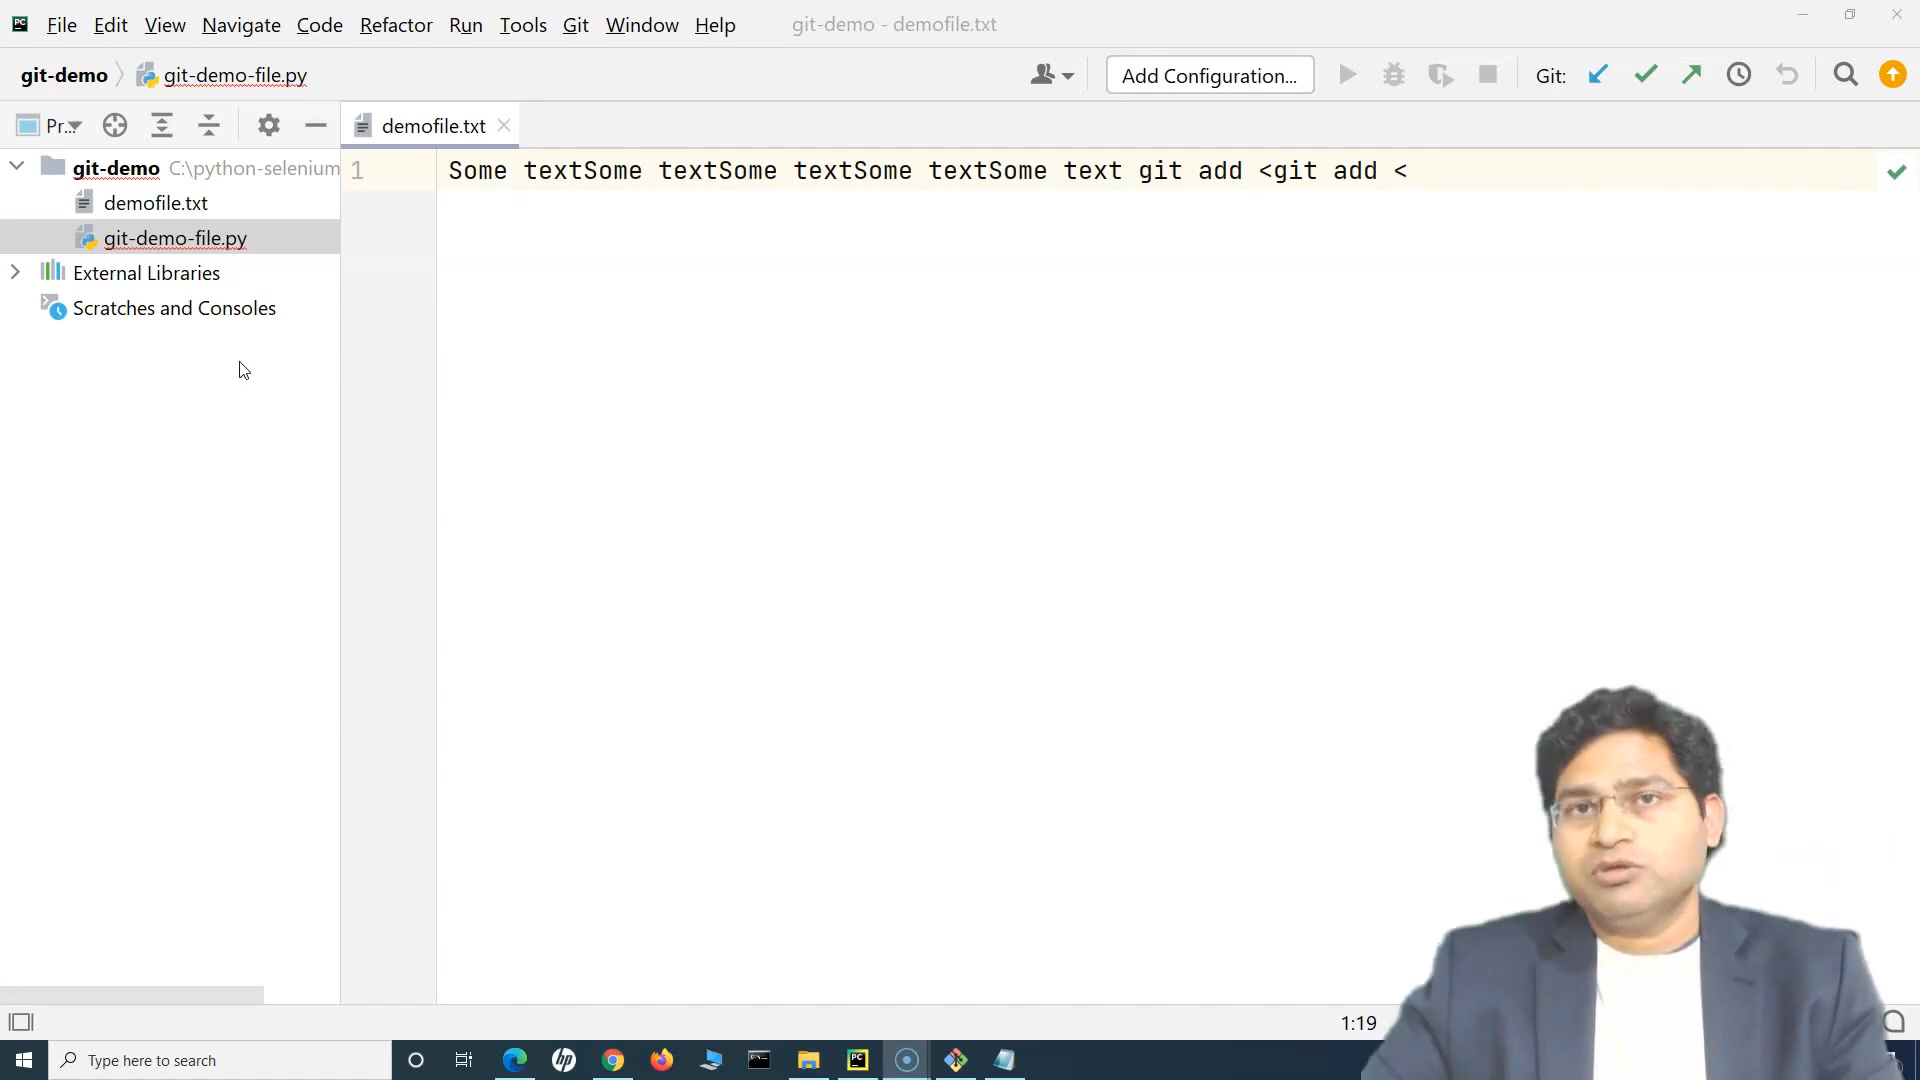 File Edit View Navigate Code Refactor Run Tools Git Window Help git-demo - demofile.txt
git-demo git-demo-file.py Add Configuration... Git:
Pr... demofile.txt
git-demo C:\python-selenium
1 Some textSome textSome textSome textSome text git add <git add <
demofile.txt
git-demo-file.py
External Libraries
Scratches and Consoles
1:19
Type here to search